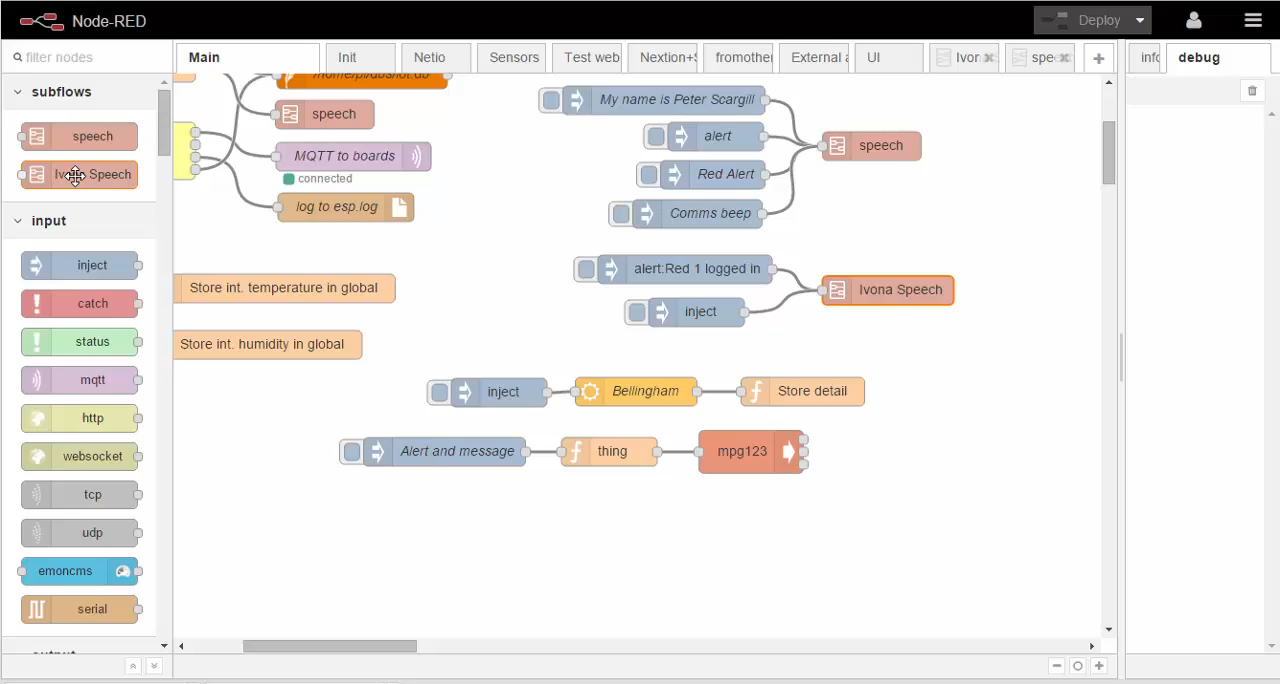 Node-RED
Deploy
filter nodes
Main
Init
Netio
Sensors
Test web
Nextion+S
fromother
External a
UI
Ivor
spe
info
debug
subflows
speech
Speech
input
inject
catch
status
mqtt
http
websocket
tcp
udp
emoncms
serial
/home/pi/dbs/iot.db
speech
MQTT to boards
connected
log to esp.log
Store int. temperature in global
Store int. humidity in global
My name is Peter Scargill
alert
Red Alert
Comms beep
speech
alert:Red 1 logged in
inject
Ivona Speech
inject
Bellingham
Store detail
Alert and message
thing
mpg123